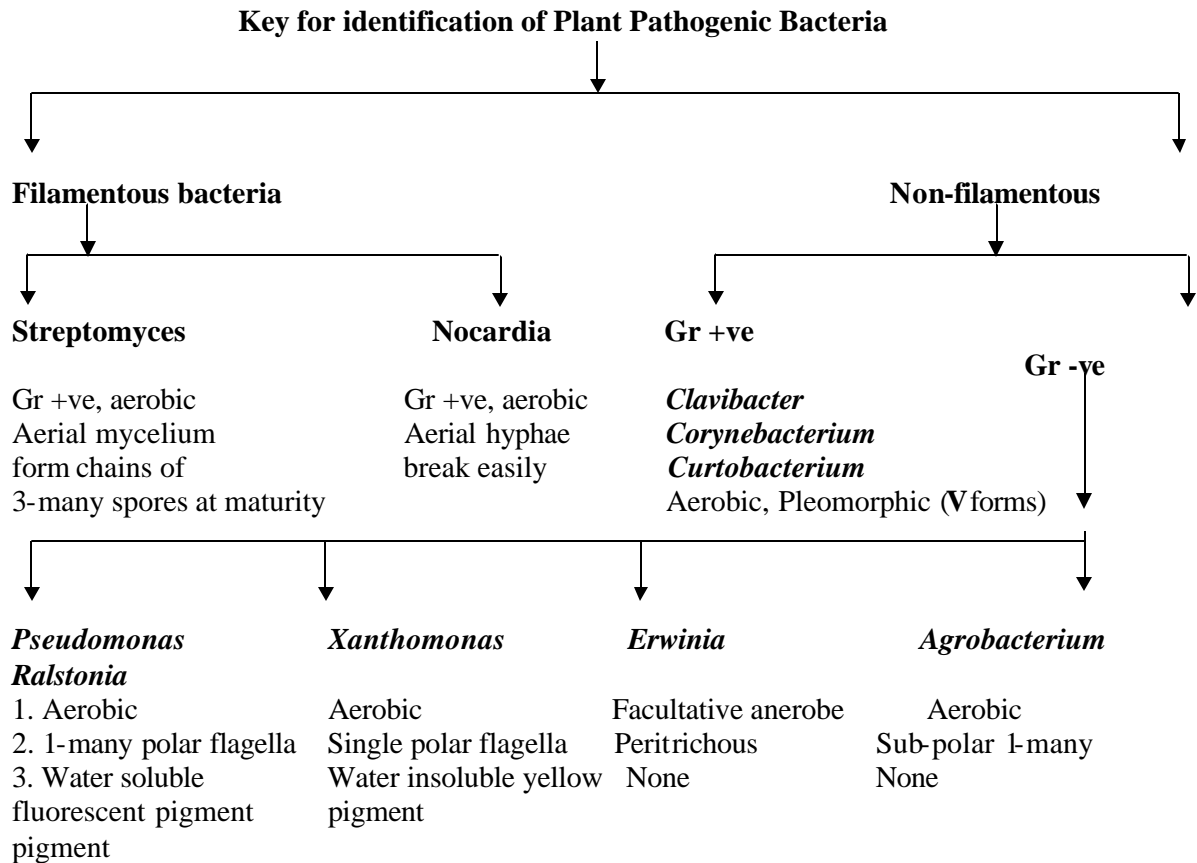 Key for identification of Plant Pathogenic Bacteria
Filamentous bacteria
Non-filamentous
Streptomyces
Nocardia
Gr +ve
Gr -ve
Gr +ve, aerobic
Aerial mycelium
form chains of
3-many spores at maturity
Gr +ve, aerobic
Aerial hyphae
break easily
Clavibacter
Corynebacterium
Curtobacterium
Aerobic, Pleomorphic (V forms)
Pseudomonas
Ralstonia
1. Aerobic
2. 1-many polar flagella
3. Water soluble
fluorescent pigment
pigment
Xanthomonas
Aerobic
Single polar flagella
Water insoluble yellow
pigment
Erwinia
Facultative anerobe
Peritrichous
None
Agrobacterium
Aerobic
Sub-polar 1-many
None